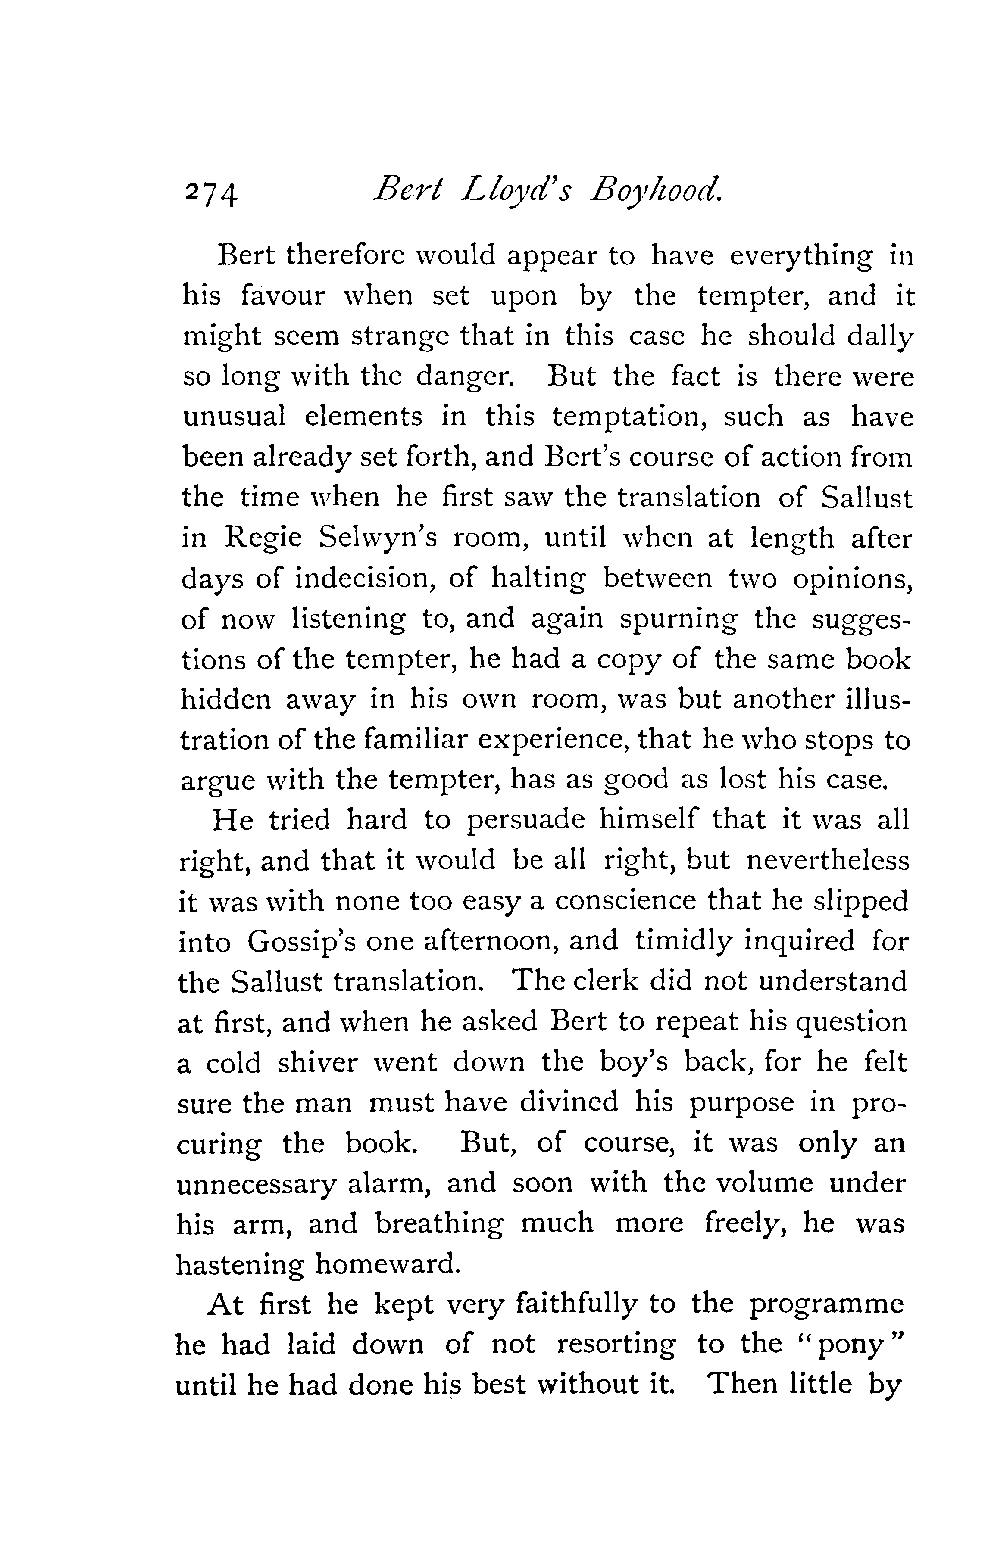 274 Bert Lloyd's Boyhood.
Bert therefore would appear to have everything in
his favour when set upon by the tempter, and it
might seem strange that in this case he should dally
so long with the danger. But the fact is there were
unusual elements in this temptation, such as have
been already set forth, and Bert's course of action from
the time when he first saw the translation of Sallust
in Regie Selwyn's room, until when at length after
days of indecision, of halting between two opinions,
of now listening to, and again spurning the sugges-
tions of the tempter, he had a copy of the same book
hidden away in his own room, was but another illus-
tration of the familiar experience, that he who stops to
argue with the tempter, has as good as lost his case.
He tried hard to persuade himself that it was all
right, and that it would be all right, but nevertheless
it was with none too easy a conscience that he slipped
into Gossip's one afternoon, and timidly inquired for
the Sallust translation. The clerk did not understand
at first, and when he asked Bert to repeat his question
a cold shiver went down the boy's back, for he felt
sure the man must have divined his purpose in pro-
curing the book. But, of course, it was only an
unnecessary alarm, and soon with the volume under
his arm, and breathing much more freely, he was
hastening homeward.
At first he kept very faithfully to the programme
he had laid down of not resorting to the "pony"
until he had done his best without it. Then little by